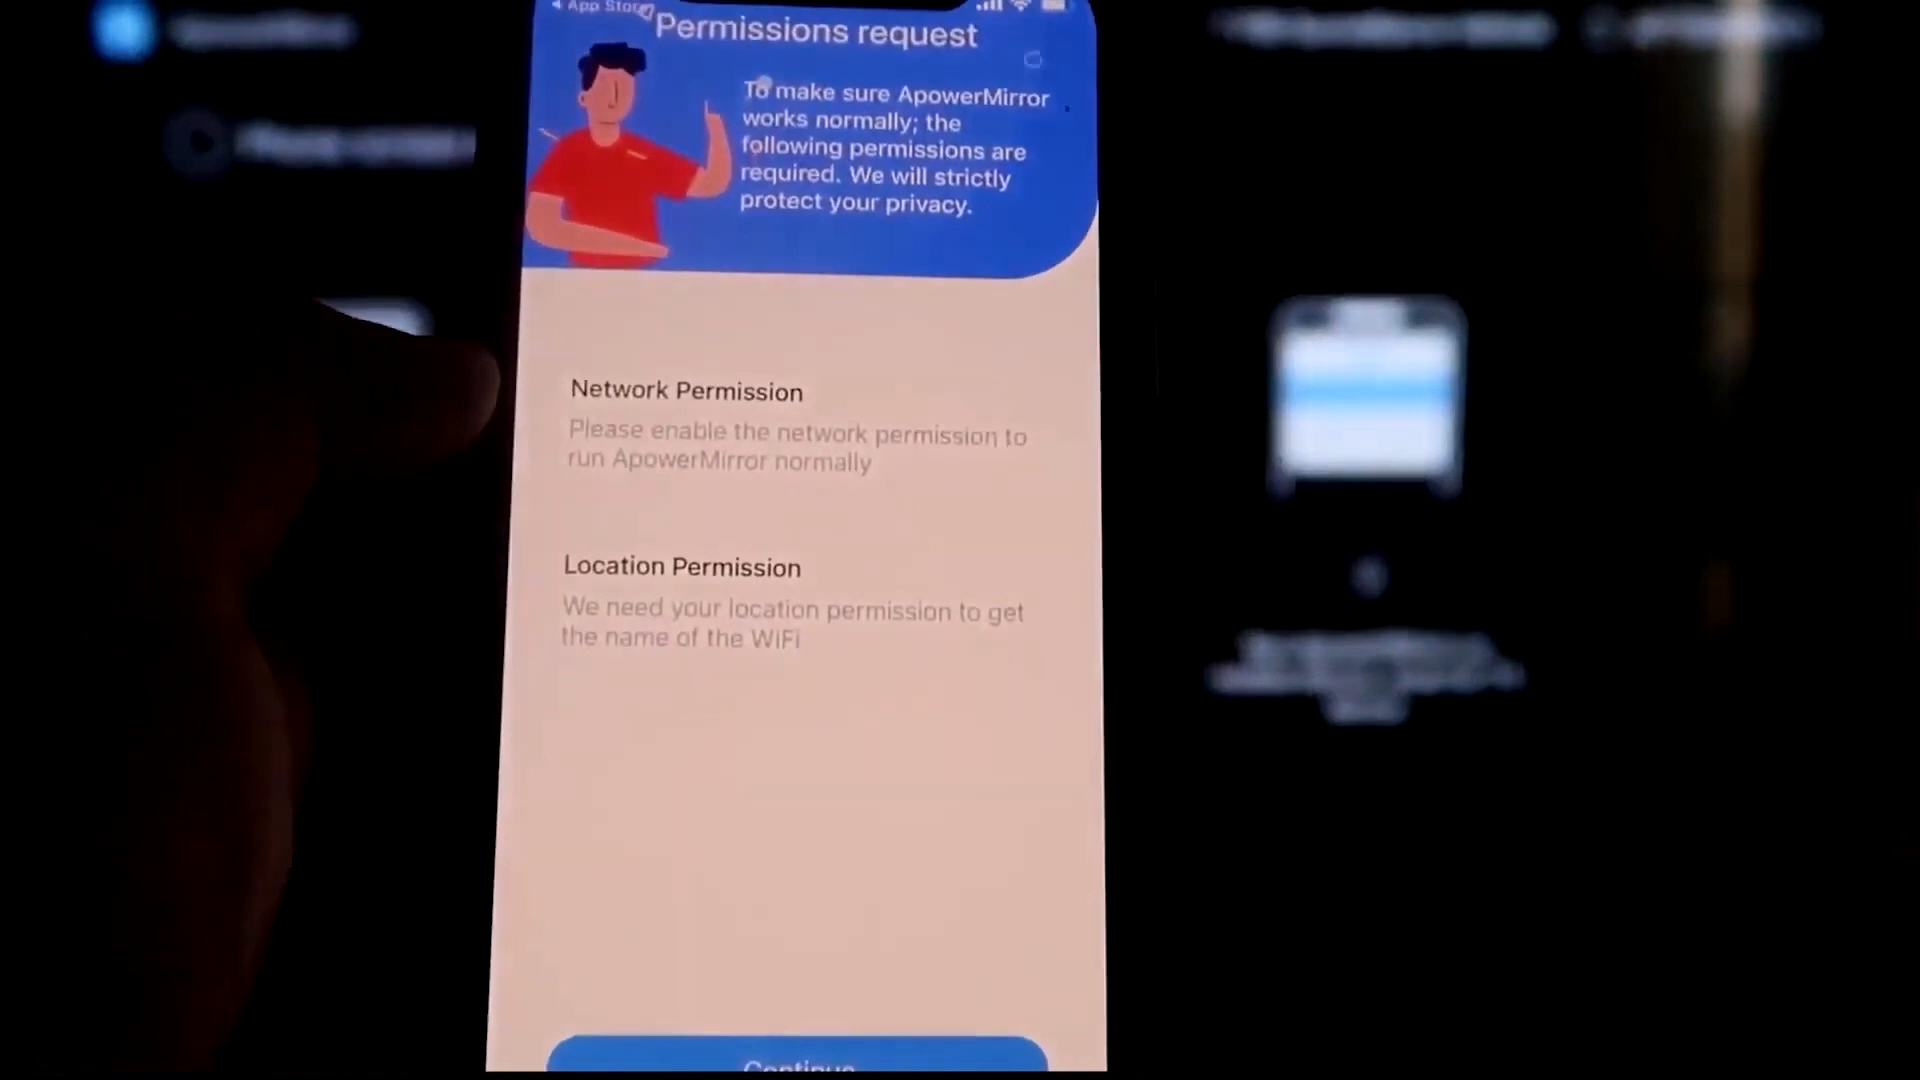 App Store
Permissions request
To make sure ApowerMirror
works normally; the
following permissions are
required. We will strictly
protect your privacy.
Network Permission
Please enable the network permission to
run ApowerMirror normally
Location Permission
We need your location permission to get
the name of the WiFi
Continue